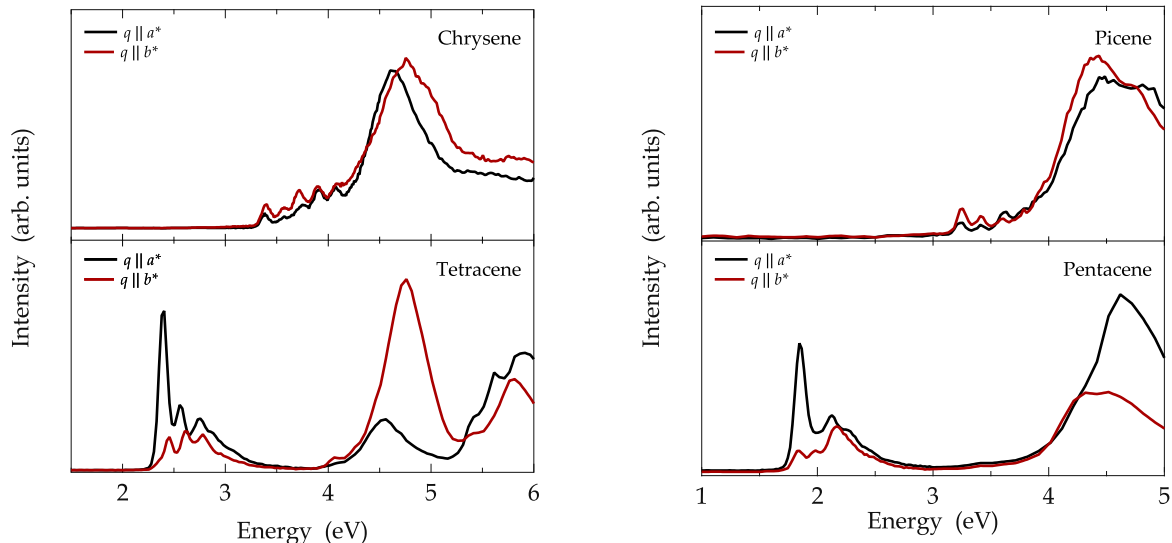 q || a*
q || b*
Chrysene
q || a*
q || b*
Tetracene
Intensity (arb. units)
2 3 4 5 6
Energy (eV)
q || a*
q || b*
Picene
q || a*
q || b*
Pentacene
Intensity (arb. units)
1 2 3 4 5
Energy (eV)